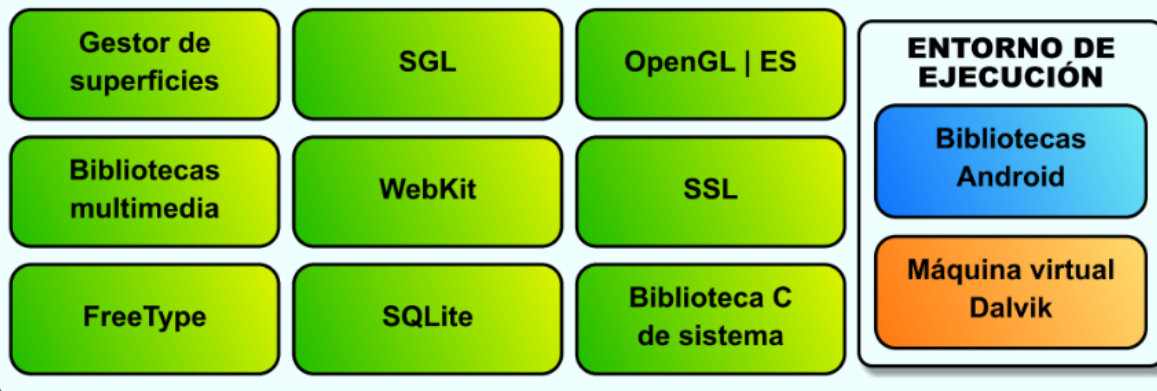 Gestor de
superficies
SGL
OpenGL | ES
Bibliotecas
multimedia
WebKit
SSL
FreeType
SQLite
Biblioteca C
de sistema
ENTORNO DE
EJECUCIÓN
Bibliotecas
Android
Máquina virtual
Dalvik